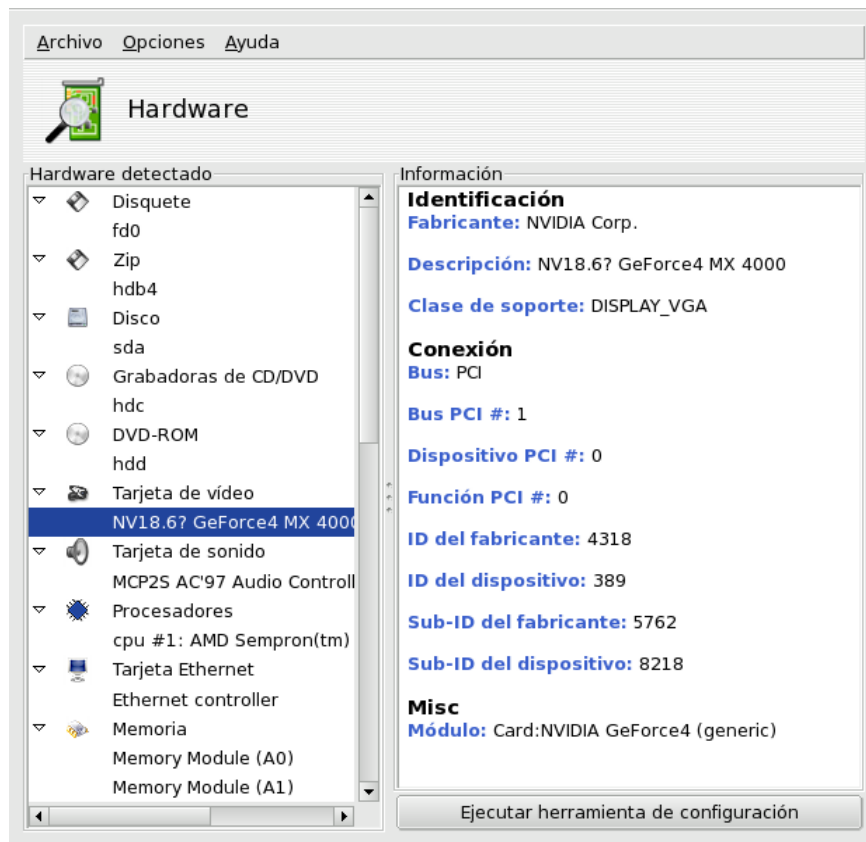 Archivo Opciones Ayuda
Hardware
Hardware detectado
Disquete
fd0
Zip
hdb4
Disco
sda
Grabadoras de CD/DVD
hdc
DVD-ROM
hdd
Tarjeta de vídeo
NV18.6? GeForce4 MX 4000
Tarjeta de sonido
MCP2S AC'97 Audio Controll
Procesadores
cpu #1: AMD Sempron(tm)
Tarjeta Ethernet
Ethernet controller
Memoria
Memory Module (A0)
Memory Module (A1)
Información
Identificación
Fabricante: NVIDIA Corp.
Descripción: NV18.6? GeForce4 MX 4000
Clase de soporte: DISPLAY_VGA
Conexión
Bus: PCI
Bus PCI #: 1
Dispositivo PCI #: 0
Función PCI #: 0
ID del fabricante: 4318
ID del dispositivo: 389
Sub-ID del fabricante: 5762
Sub-ID del dispositivo: 8218
Misc
Módulo: Card:NVIDIA GeForce4 (generic)
Ejecutar herramienta de configuración